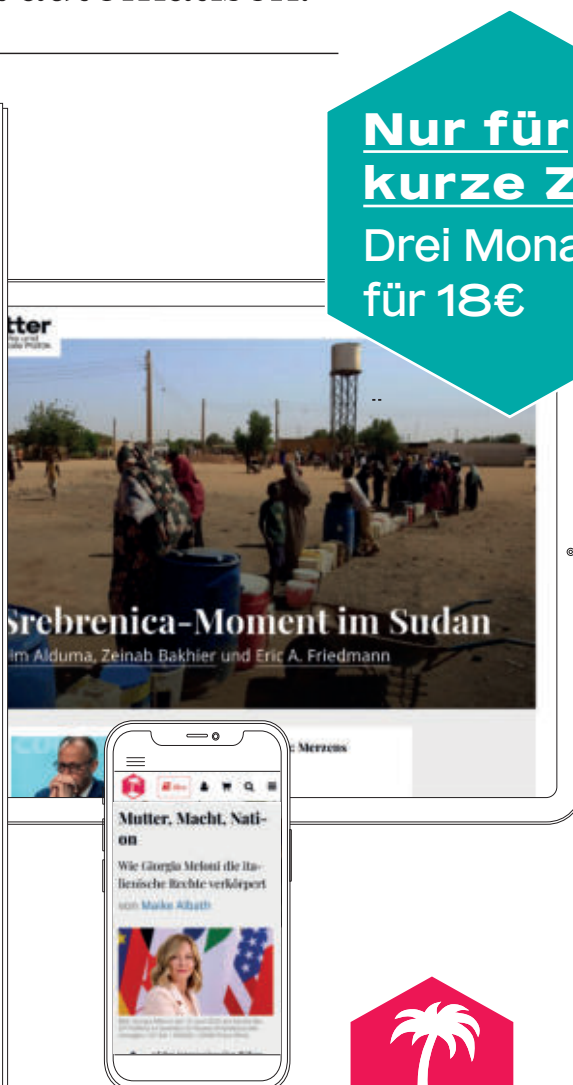 Nur für
kurze Z
Drei Mona
für 18€
tter
Srebrenica-Moment im Sudan
im Alduma, Zeinab Bakhier und Eric A. Friedmann
: Merzens
Mutter, Macht, Nati-
on
Wie Giorgia Meloni die ita-
lienische Rechte verkörpert
von Maike Albath